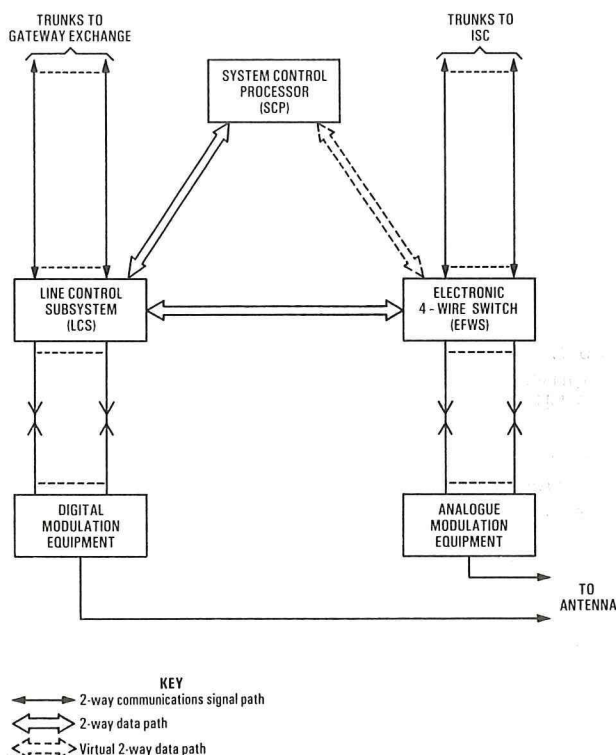 TRUNKS TO
GATEWAY EXCHANGE
TRUNKS TO
ISC
SYSTEM CONTROL
PROCESSOR
(SCP)
LINE CONTROL
SUBSYSTEM
(LCS)
ELECTRONIC
4 - WIRE SWITCH
(EFWS)
DIGITAL
MODULATION
EQUIPMENT
ANALOGUE
MODULATION
EQUIPMENT
TO
ANTENNA
KEY
2-way communications signal path
2-way data path
Virtual 2-way data path